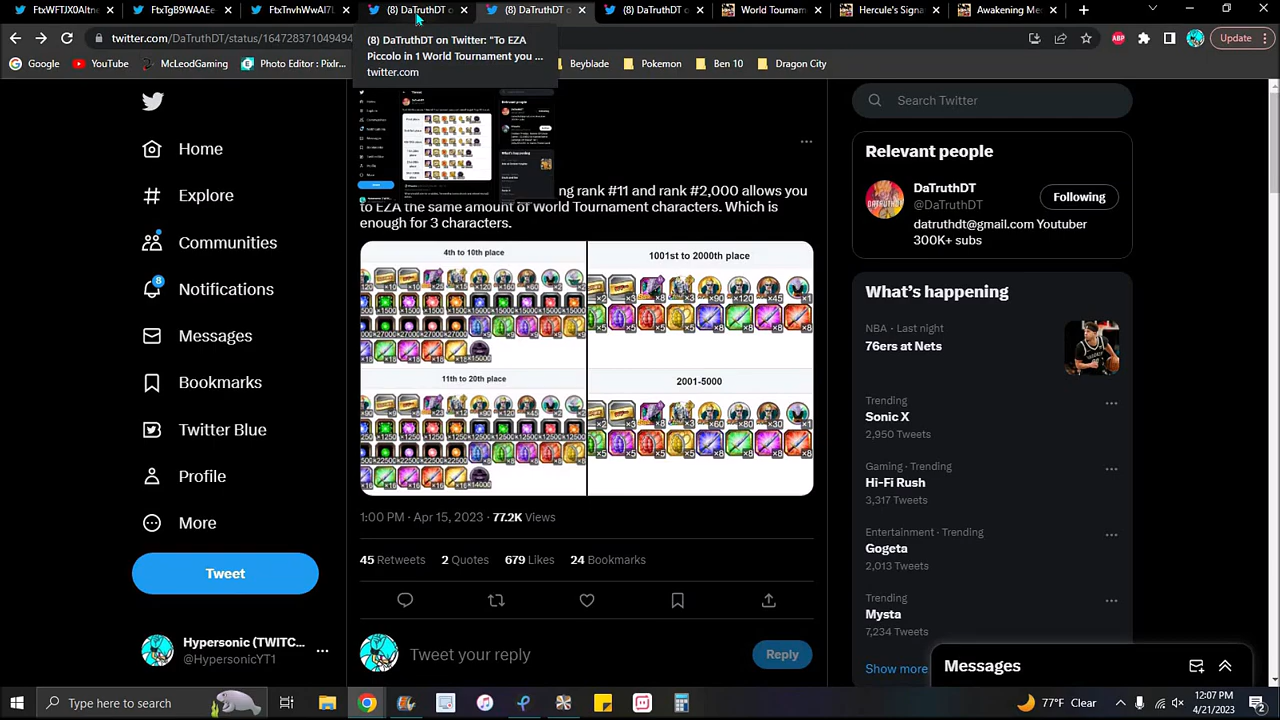 FtxWFTJX0Altne
FtxTgB9WAAEe
FtxTnvhWwAI7L
(8) DaTruthDT o
(8) DaTruthDT o
(8) DaTruthDT o
World Tournam
Hercule's Signa
Awakening Me
twitter.com/DaTruthDT/status/164728371049494
Update
Google
YouTube
McLeodGaming
Photo Editor : Pixlr...
Beyblade
Pokemon
Ben 10
Dragon City
(8) DaTruthDT on Twitter: "To EZA
Piccolo in 1 World Tournament you ...
twitter.com
Home
Explore
Communities
8
Notifications
Messages
Bookmarks
Twitter Blue
Profile
More
Tweet
Hypersonic (TWITC...
@HypersonicYT1
ng rank #11 and rank #2,000 allows you
to EZA the same amount of World Tournament characters. Which is
enough for 3 characters.
4th to 10th place
1001st to 2000th place
11th to 20th place
2001-5000
1:00 PM · Apr 15, 2023 · 77.2K Views
45 Retweets 2 Quotes 679 Likes 24 Bookmarks
Tweet your reply
Reply
Search Twitter
Relevant people
DaTruthDT
@DaTruthDT
Following
datruthdt@gmail.com Youtuber
300K+ subs
What's happening
NBA · Last night
76ers at Nets
Trending
Sonic X
2,950 Tweets
Gaming · Trending
Hi-Fi Rush
3,317 Tweets
Entertainment · Trending
Gogeta
2,013 Tweets
Trending
Mysta
7,234 Tweets
Show more
Messages
Type here to search
77°F Clear
12:07 PM
4/21/2023
2